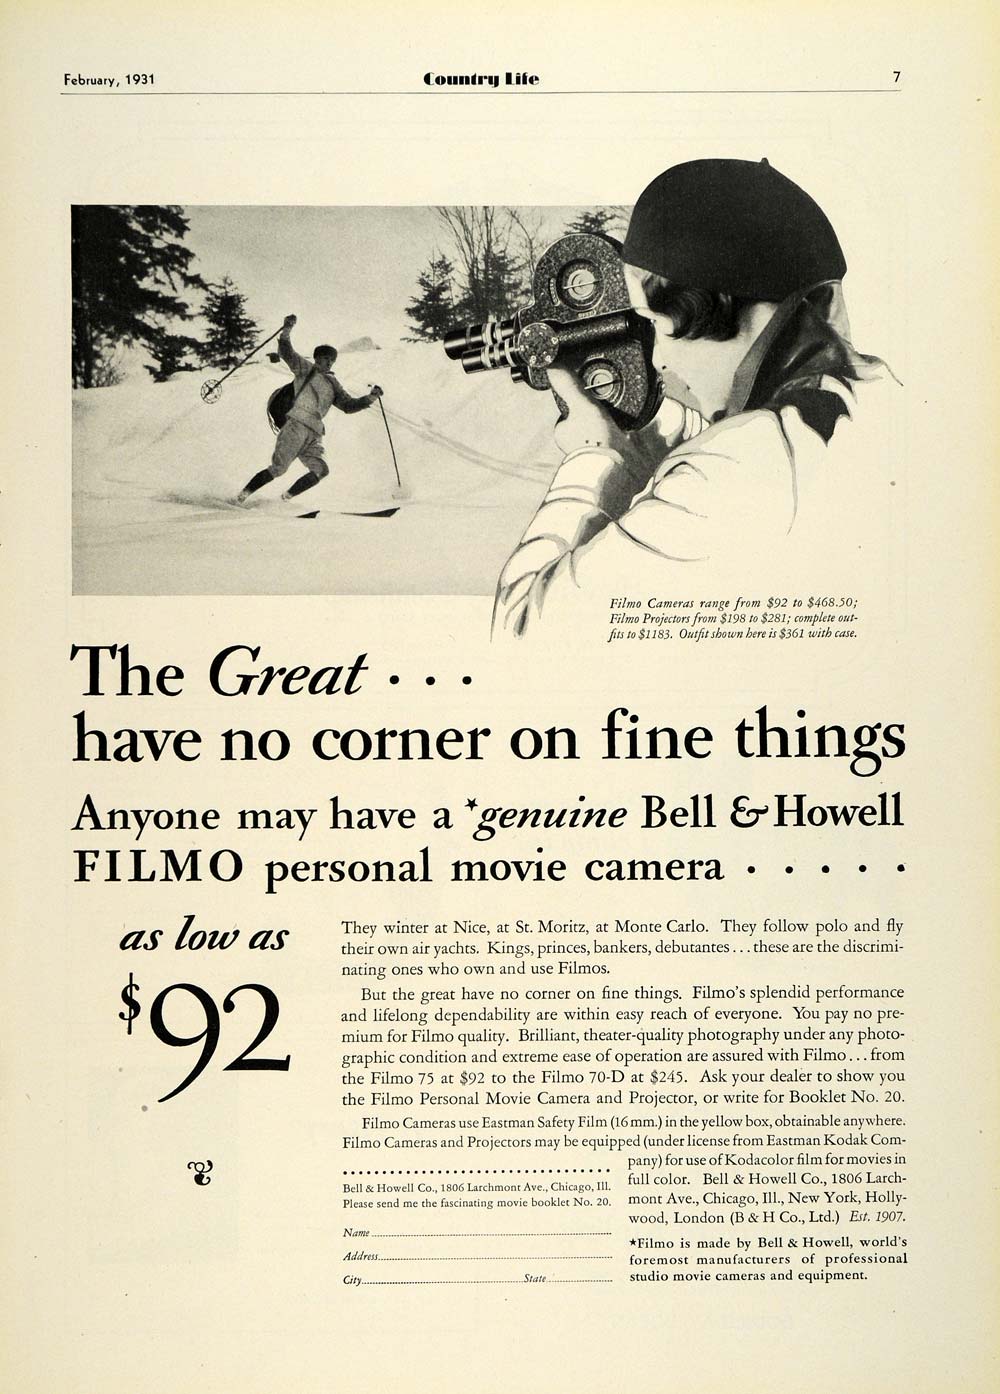 February, 1931
Country Life
7
Filmo Cameras range from $92 to $468.50;
Filmo Projectors from $198 to $281; complete out-
fits to $1183. Outfit shown here is $361 with case.
The Great . . .
have no corner on fine things
Anyone may have a *genuine Bell & Howell
FILMO personal movie camera . . . . .
as low as
$92
They winter at Nice, at St. Moritz, at Monte Carlo. They follow polo and fly
their own air yachts. Kings, princes, bankers, debutantes . . . these are the discrimi-
nating ones who own and use Filmos.
But the great have no corner on fine things. Filmo's splendid performance
and lifelong dependability are within easy reach of everyone. You pay no pre-
mium for Filmo quality. Brilliant, theater-quality photography under any photo-
graphic condition and extreme ease of operation are assured with Filmo . . . from
the Filmo 75 at $92 to the Filmo 70-D at $245. Ask your dealer to show you
the Filmo Personal Movie Camera and Projector, or write for Booklet No. 20.
Filmo Cameras use Eastman Safety Film (16 mm.) in the yellow box, obtainable anywhere.
Filmo Cameras and Projectors may be equipped (under license from Eastman Kodak Com-
pany) for use of Kodacolor film for movies in
full color. Bell & Howell Co., 1806 Larch-
mont Ave., Chicago, Ill., New York, Holly-
wood, London (B & H Co., Ltd.) Est. 1907.
*Filmo is made by Bell & Howell, world's
foremost manufacturers of professional
studio movie cameras and equipment.
Bell & Howell Co., 1806 Larchmont Ave., Chicago, Ill.
Please send me the fascinating movie booklet No. 20.
Name
Address
City State